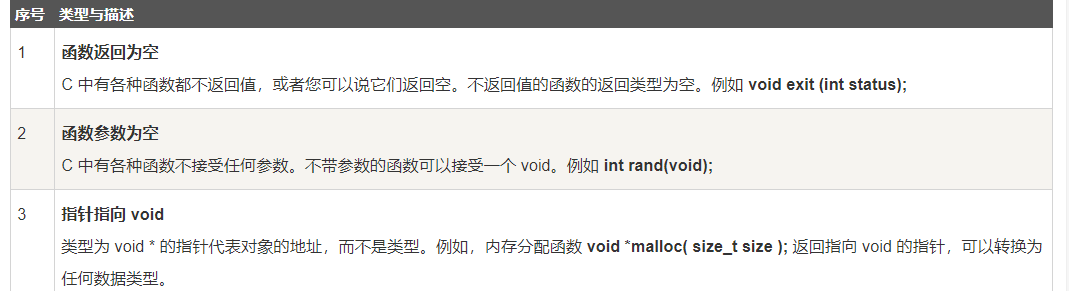 序号 类型与描述
1 函数返回为空
C 中有各种函数都不返回值，或者您可以说它们返回空。不返回值的函数的返回类型为空。例如 void exit (int status);
2 函数参数为空
C 中有各种函数不接受任何参数。不带参数的函数可以接受一个 void。例如 int rand(void);
3 指针指向 void
类型为 void * 的指针代表对象的地址，而不是类型。例如，内存分配函数 void *malloc( size_t size ); 返回指向 void 的指针，可以转换为
任何数据类型。